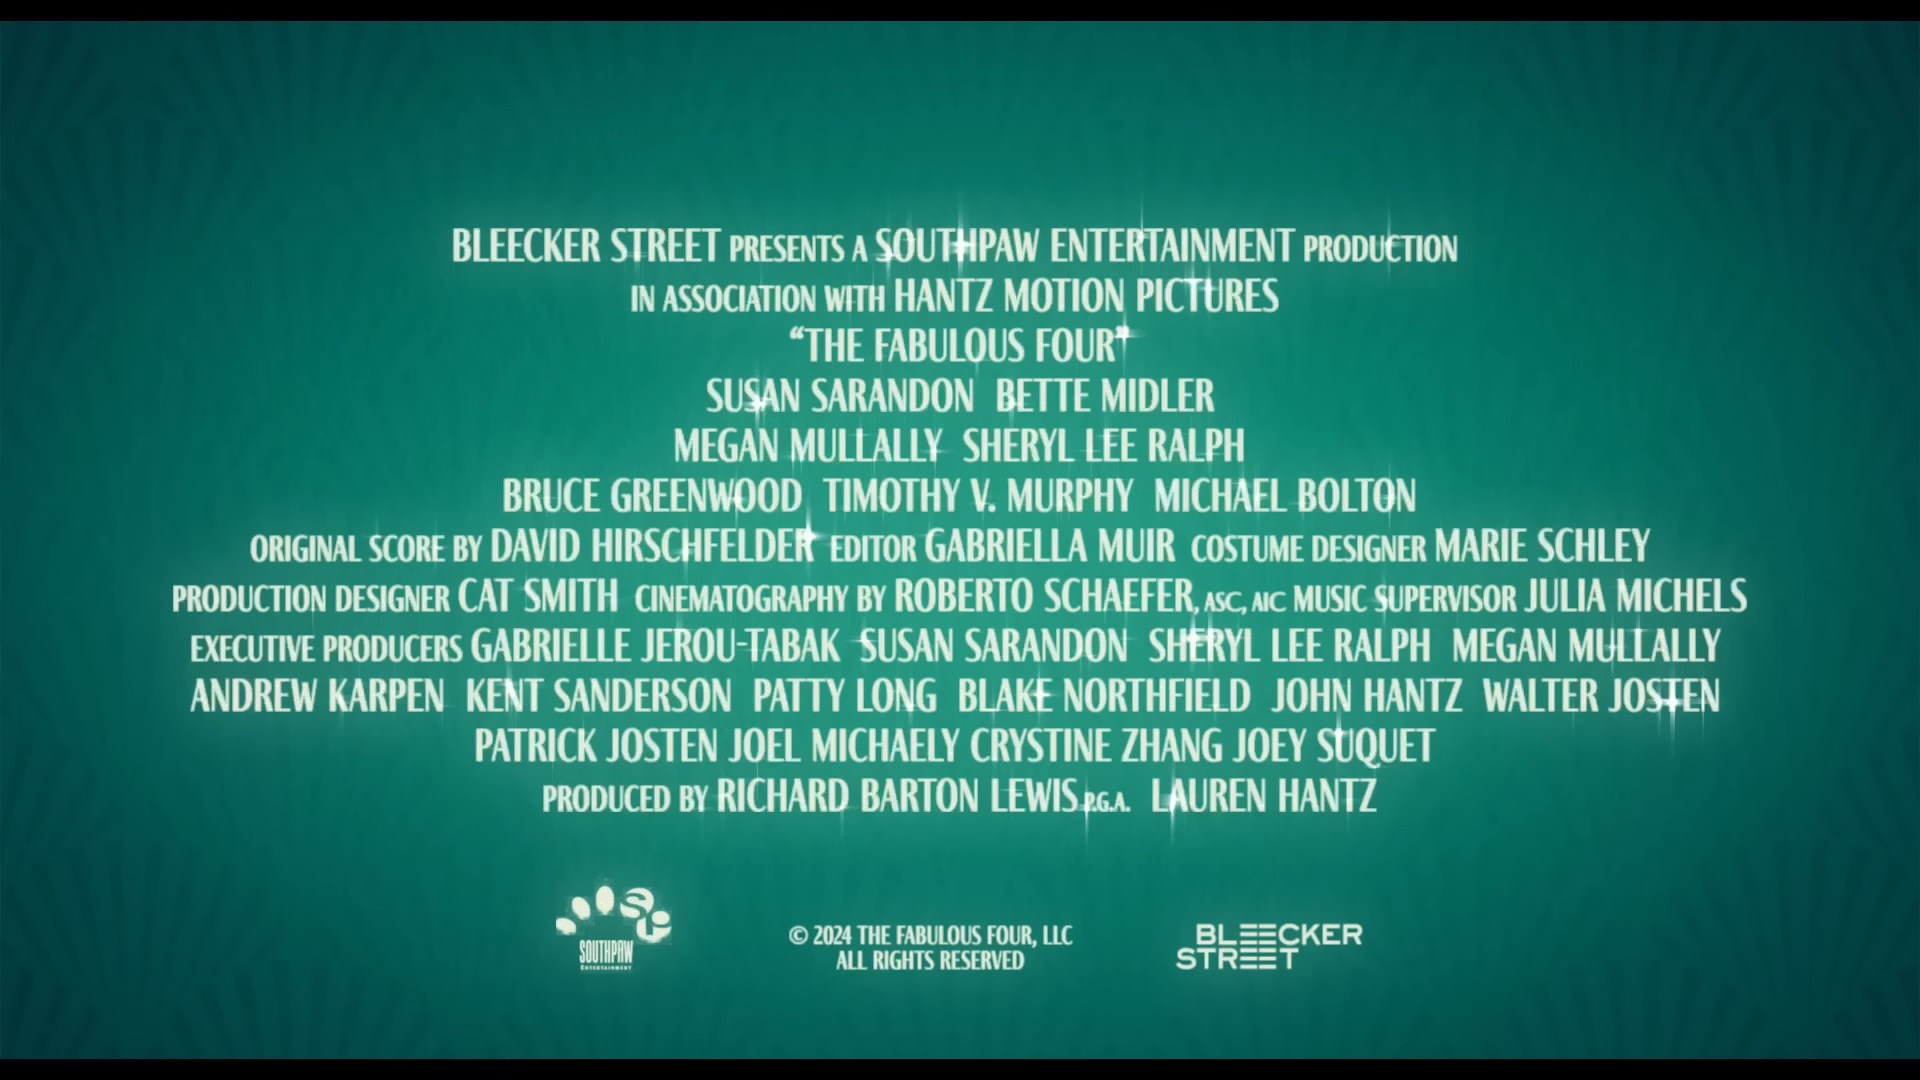 BLEECKER STREET PRESENTS A SOUTHPAW ENTERTAINMENT PRODUCTION
IN ASSOCIATION WITH HANTZ MOTION PICTURES
“THE FABULOUS FOUR”
SUSAN SARANDON BETTE MIDLER
MEGAN MULLALLY SHERYL LEE RALPH
BRUCE GREENWOOD TIMOTHY V. MURPHY MICHAEL BOLTON
ORIGINAL SCORE BY DAVID HIRSCHFELDER EDITOR GABRIELLA MUIR COSTUME DESIGNER MARIE SCHLEY
PRODUCTION DESIGNER CAT SMITH CINEMATOGRAPHY BY ROBERTO SCHAEFER, ASC, AIC MUSIC SUPERVISOR JULIA MICHELS
EXECUTIVE PRODUCERS GABRIELLE JEROU-TABAK SUSAN SARANDON SHERYL LEE RALPH MEGAN MULLALLY
ANDREW KARPEN KENT SANDERSON PATTY LONG BLAKE NORTHFIELD JOHN HANTZ WALTER JOSTEN
PATRICK JOSTEN JOEL MICHAELY CRYSTINE ZHANG JOEY SUQUET
PRODUCED BY RICHARD BARTON LEWIS P.G.A. LAUREN HANTZ
SP
SOUTHPAW
ENTERTAINMENT
© 2024 THE FABULOUS FOUR, LLC
ALL RIGHTS RESERVED
BLEECKER
STREET